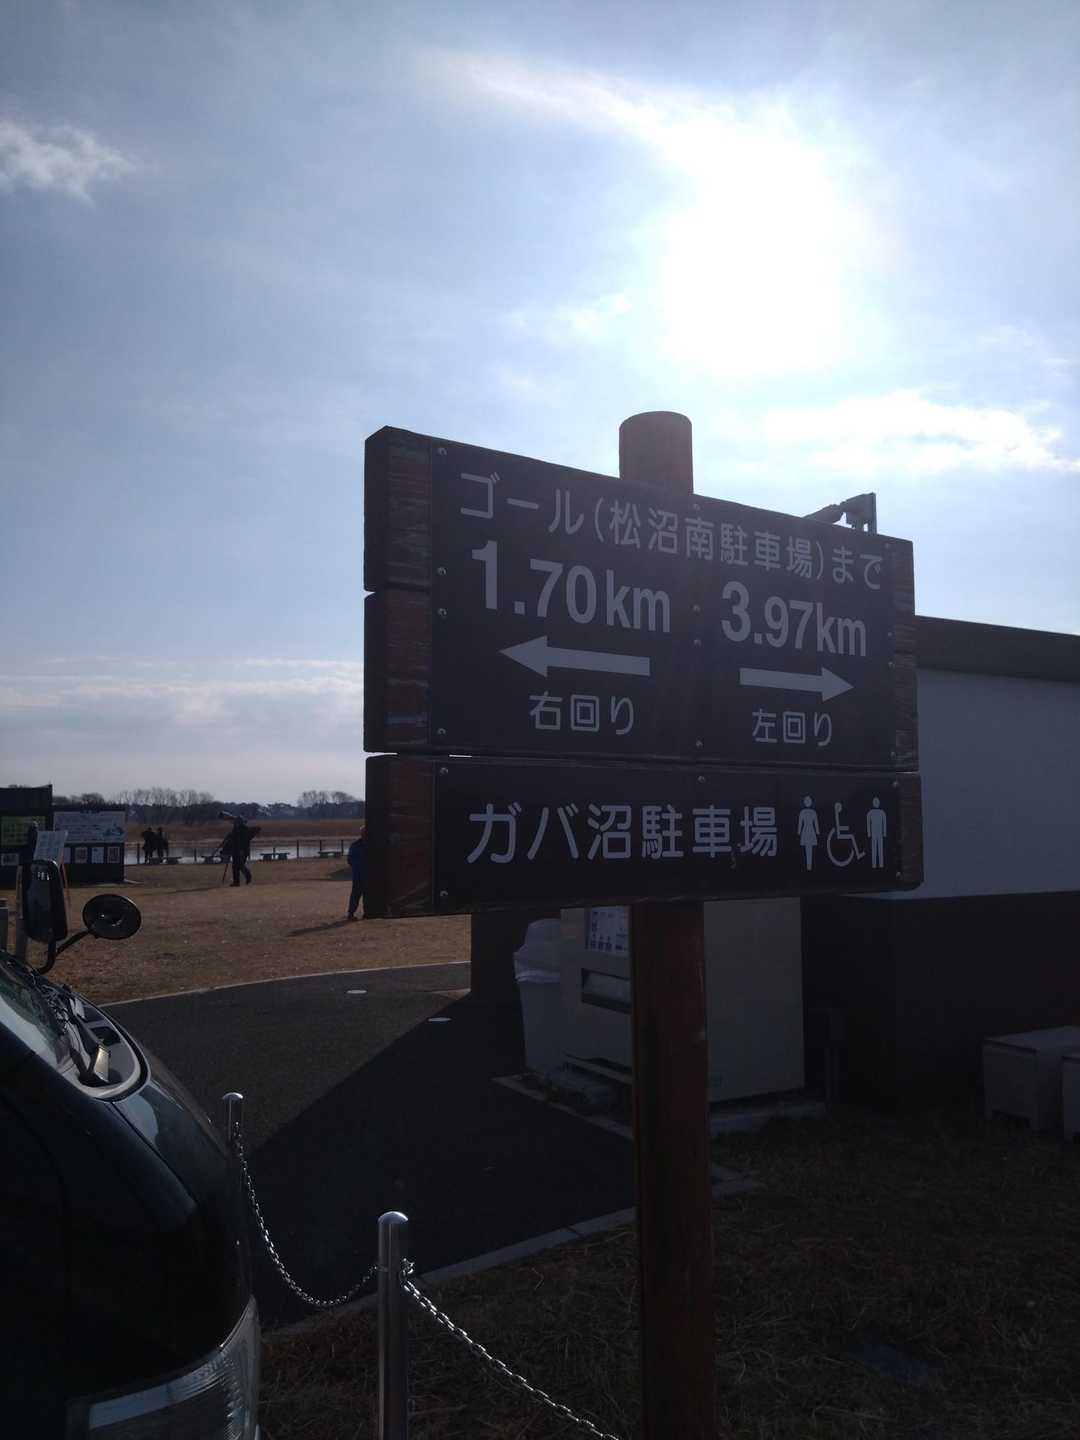 ゴール(松沼南駐車場)まで
1.70km 3.97km
右回り 左回り
ガバ沼駐車場